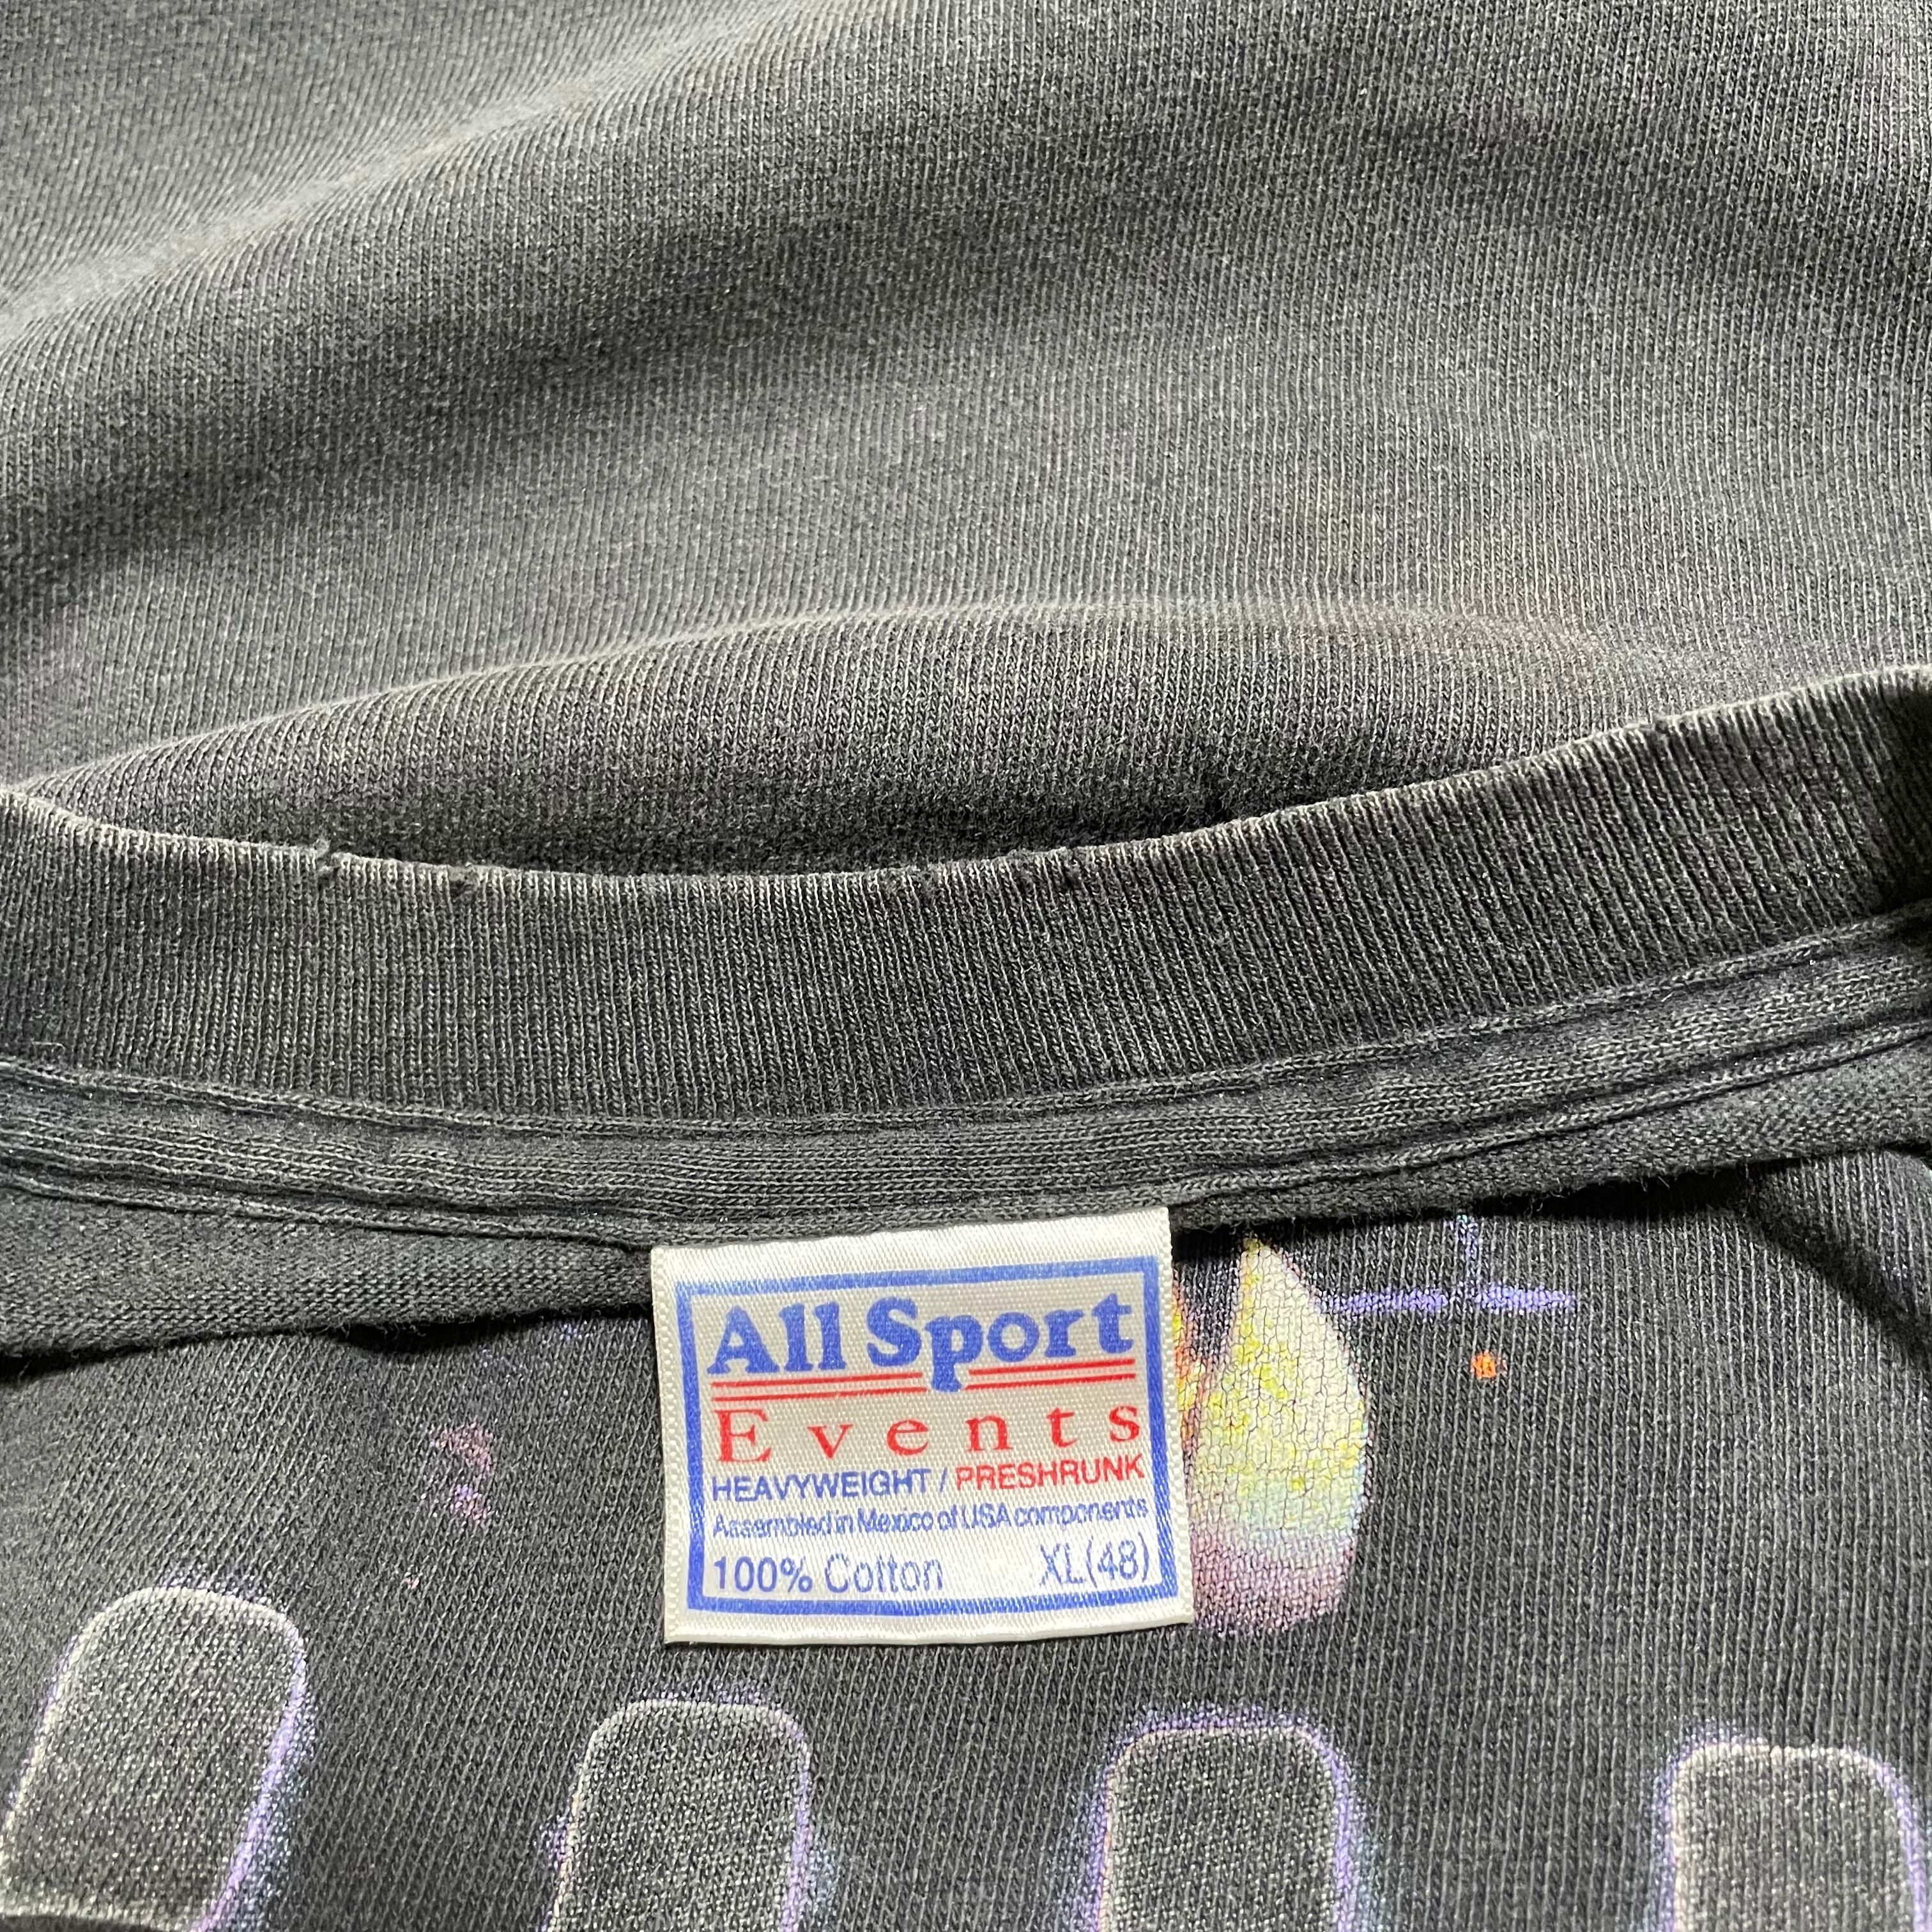 All Sport
Events
HEAVYWEIGHT / PRESHRUNK
Assembled in Mexico of USA components
100% Cotton XL(48)